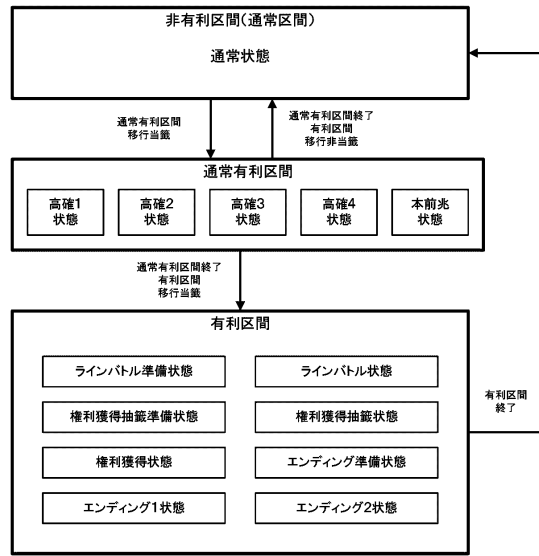 非有利区間(通常区間)
通常状態
通常有利区間
移行当籤
通常有利区間終了
有利区間
移行非当籤
通常有利区間
高確1
状態
高確2
状態
高確3
状態
高確4
状態
本前兆
状態
通常有利区間終了
有利区間
移行当籤
有利区間
ラインバトル準備状態
ラインバトル状態
権利獲得抽籤準備状態
権利獲得抽籤状態
権利獲得状態
エンディング準備状態
エンディング1状態
エンディング2状態
有利区間
終了